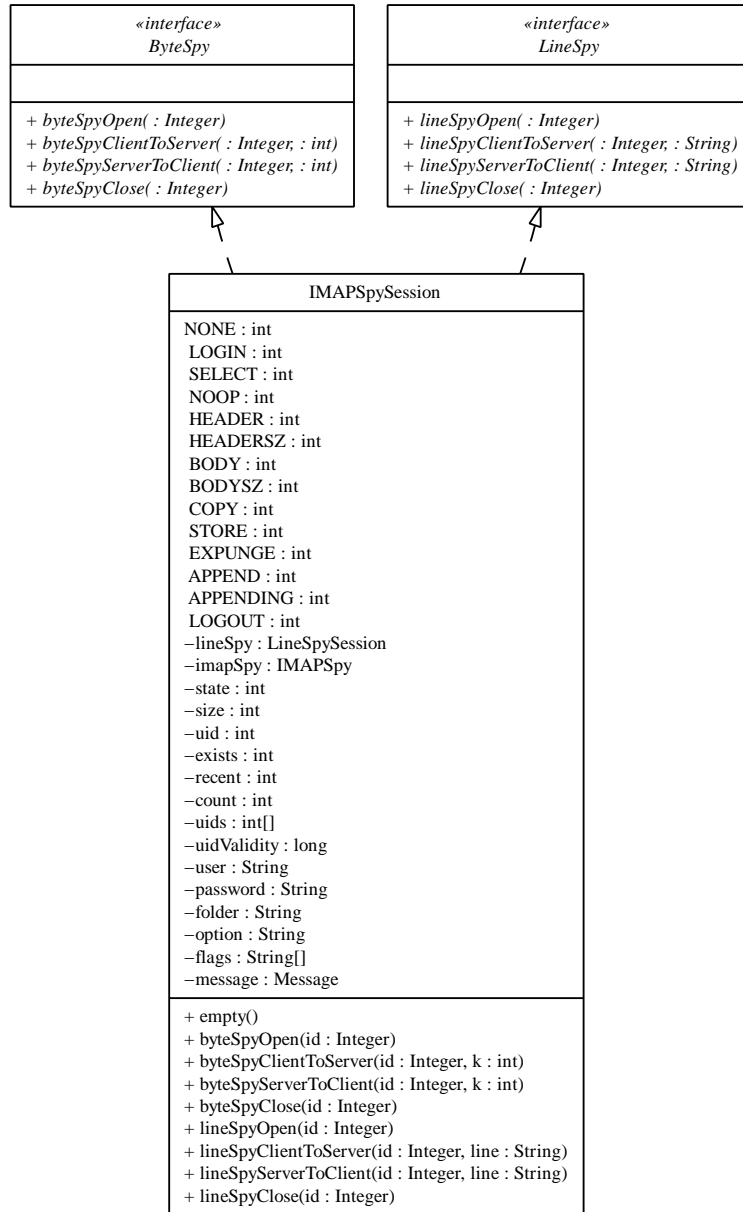 «interface»
ByteSpy
+ byteSpyOpen( : Integer)
+ byteSpyClientToServer( : Integer, : int)
+ byteSpyServerToClient( : Integer, : int)
+ byteSpyClose( : Integer)
«interface»
LineSpy
+ lineSpyOpen( : Integer)
+ lineSpyClientToServer( : Integer, : String)
+ lineSpyServerToClient( : Integer, : String)
+ lineSpyClose( : Integer)
IMAPSpySession
NONE : int
LOGIN : int
SELECT : int
NOOP : int
HEADER : int
HEADERSZ : int
BODY : int
BODYSZ : int
COPY : int
STORE : int
EXPUNGE : int
APPEND : int
APPENDING : int
LOGOUT : int
−lineSpy : LineSpySession
−imapSpy : IMAPSpy
−state : int
−size : int
−uid : int
−exists : int
−recent : int
−count : int
−uids : int[]
−uidValidity : long
−user : String
−password : String
−folder : String
−option : String
−flags : String[]
−message : Message
+ empty()
+ byteSpyOpen(id : Integer)
+ byteSpyClientToServer(id : Integer, k : int)
+ byteSpyServerToClient(id : Integer, k : int)
+ byteSpyClose(id : Integer)
+ lineSpyOpen(id : Integer)
+ lineSpyClientToServer(id : Integer, line : String)
+ lineSpyServerToClient(id : Integer, line : String)
+ lineSpyClose(id : Integer)